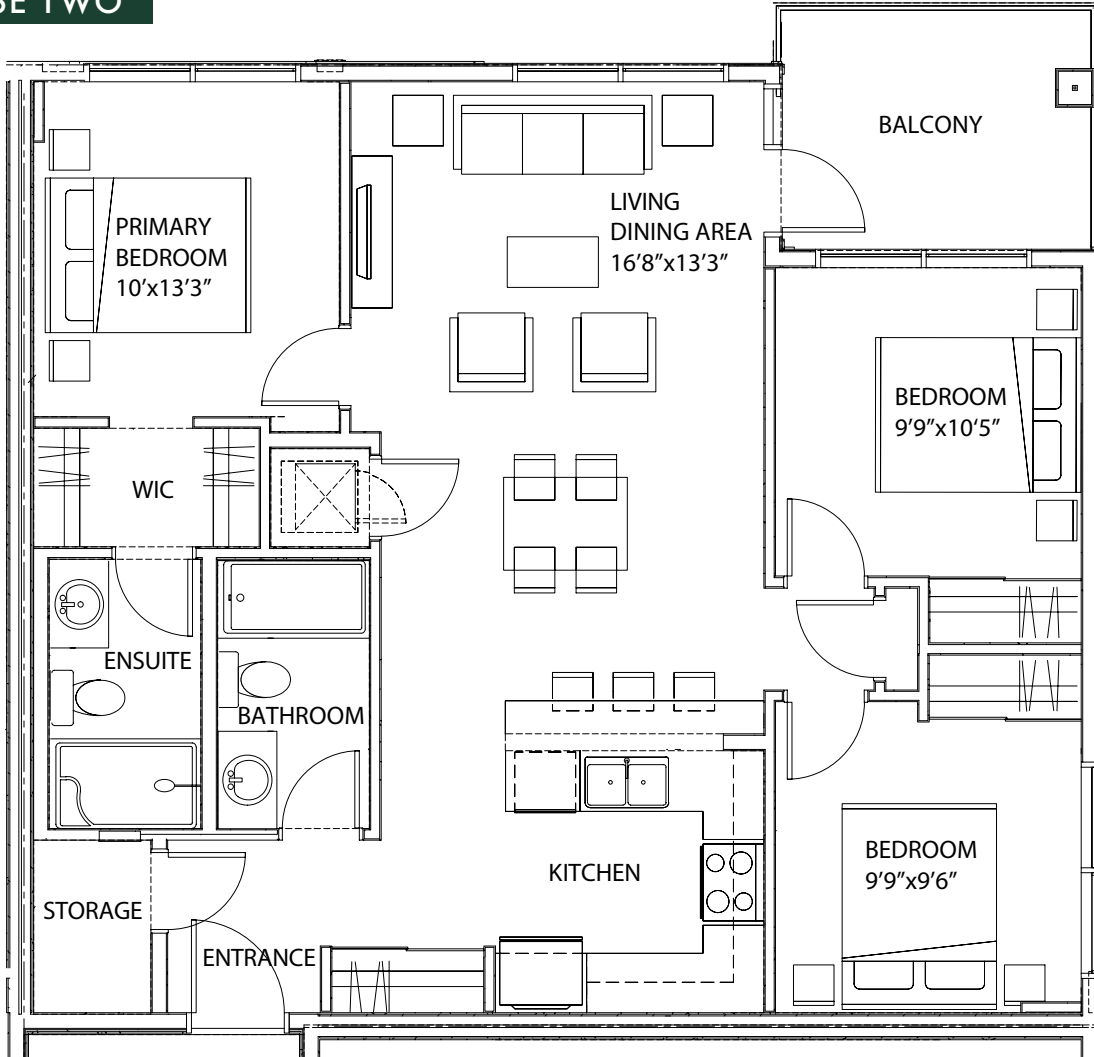 SE TWO
BALCONY
LIVING
DINING AREA
16'8”x13'3”
PRIMARY
BEDROOM
10'x13'3”
BEDROOM
9'9”x10‘5”
WIC
ENSUITE
BATHROOM
KITCHEN
BEDROOM
9'9”x9'6”
STORAGE
ENTRANCE